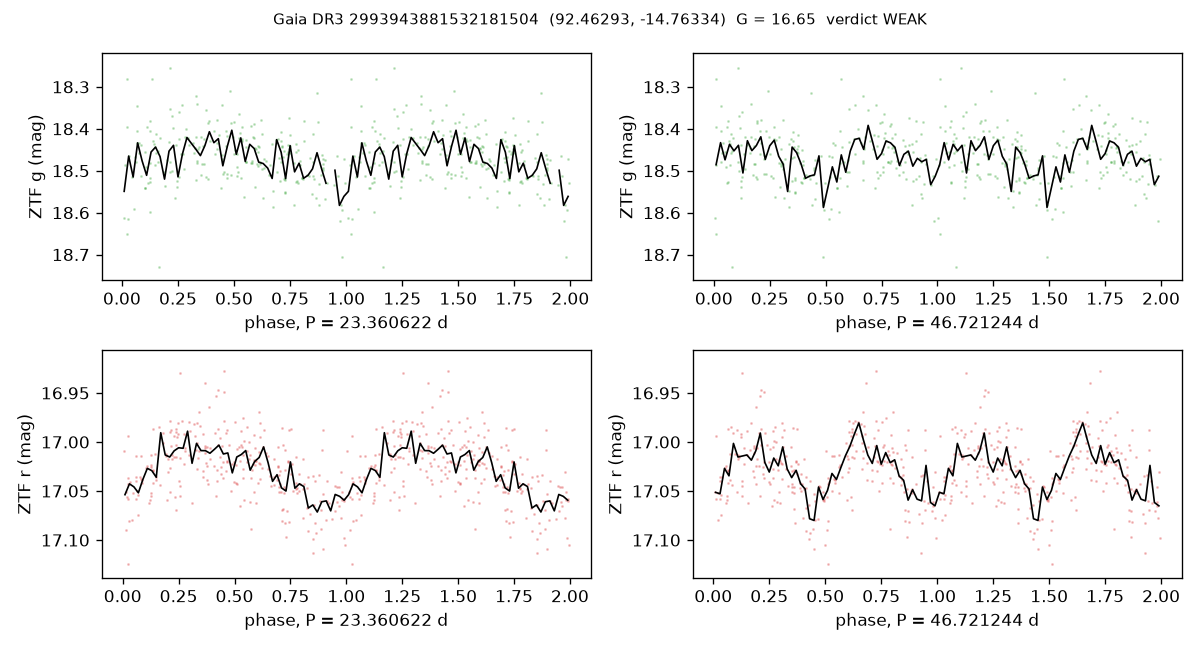 Gaia DR3 2993943881532181504  (92.46293, -14.76334)  G = 16.65  verdict WEAK
ZTF g (mag)
18.3
18.4
18.5
18.6
18.7
0.00 0.25 0.50 0.75 1.00 1.25 1.50 1.75 2.00
phase, P = 23.360622 d
ZTF g (mag)
18.3
18.4
18.5
18.6
18.7
0.00 0.25 0.50 0.75 1.00 1.25 1.50 1.75 2.00
phase, P = 46.721244 d
ZTF r (mag)
16.95
17.00
17.05
17.10
0.00 0.25 0.50 0.75 1.00 1.25 1.50 1.75 2.00
phase, P = 23.360622 d
ZTF r (mag)
16.95
17.00
17.05
17.10
0.00 0.25 0.50 0.75 1.00 1.25 1.50 1.75 2.00
phase, P = 46.721244 d